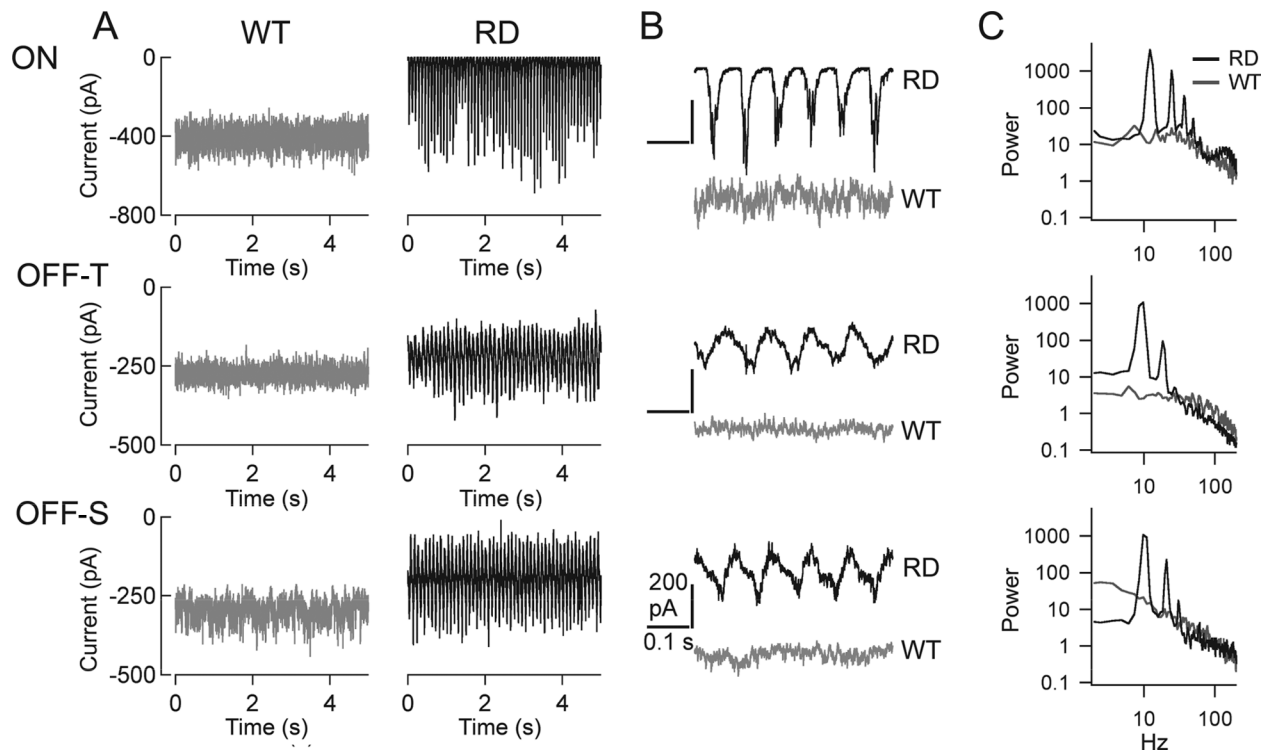 A
B
C
WT
RD
ON
0
-400
-800
Current (pA)
0 2 4
Time (s)
0 2 4
Time (s)
RD
WT
RD
WT
1000
100
10
1
0.1
Power
10 100
OFF-T
0
-250
-500
Current (pA)
0 2 4
Time (s)
0 2 4
Time (s)
RD
WT
1000
100
10
1
0.1
Power
10 100
OFF-S
0
-250
-500
Current (pA)
0 2 4
Time (s)
0 2 4
Time (s)
RD
200
pA
0.1 s
WT
1000
100
10
1
0.1
Power
10 100
Hz